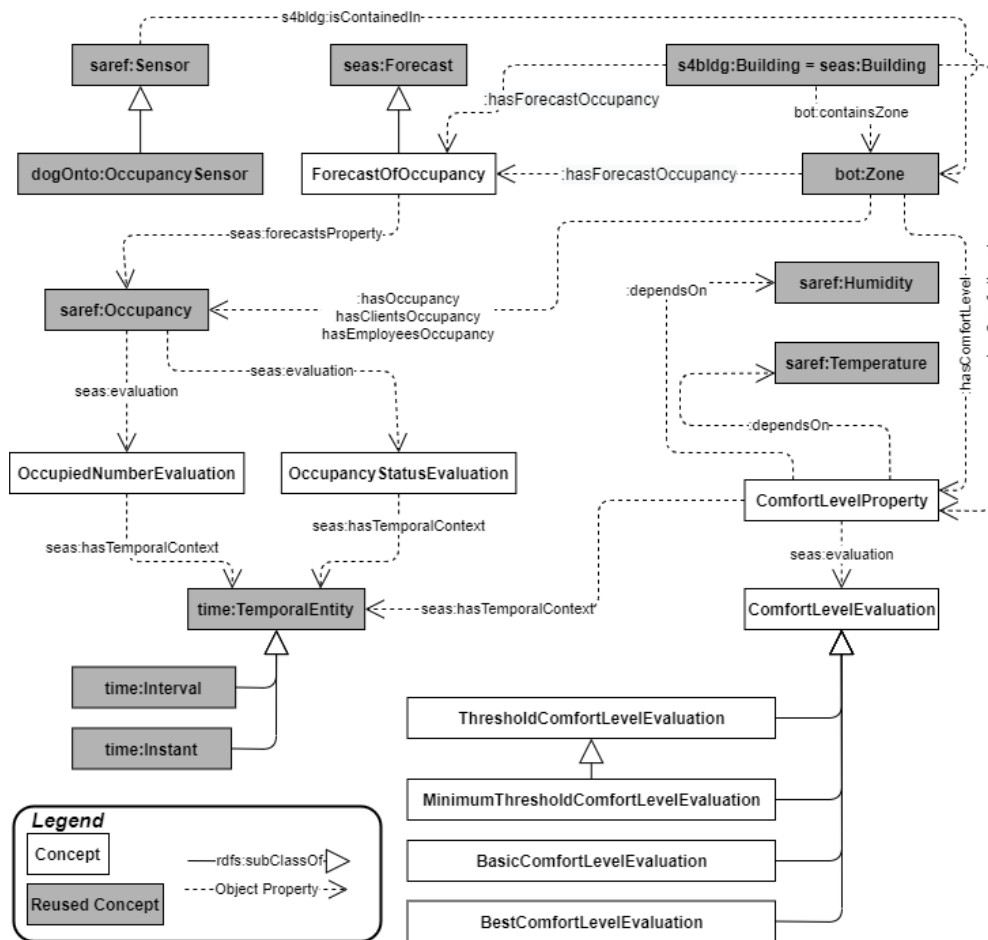 s4bldg:isContainedIn
saref:Sensor
seas:Forecast
s4bldg:Building = seas:Building
:hasForecastOccupancy
bot:containsZone
dogOnto:OccupancySensor
ForecastOfOccupancy
:hasForecastOccupancy
bot:Zone
seas:forecastsProperty
saref:Humidity
:dependsOn
:hasComfortLevel
saref:Occupancy
:hasOccupancy
hasClientsOccupancy
hasEmployeesOccupancy
saref:Temperature
seas:evaluation
seas:evaluation
:dependsOn
OccupiedNumberEvaluation
OccupancyStatusEvaluation
ComfortLevelProperty
seas:hasTemporalContext
seas:hasTemporalContext
seas:evaluation
time:TemporalEntity
seas:hasTemporalContext
ComfortLevelEvaluation
time:Interval
time:Instant
ThresholdComfortLevelEvaluation
MinimumThresholdComfortLevelEvaluation
BasicComfortLevelEvaluation
BestComfortLevelEvaluation
Legend
Concept
rdfs:subClassOf
Object Property
Reused Concept